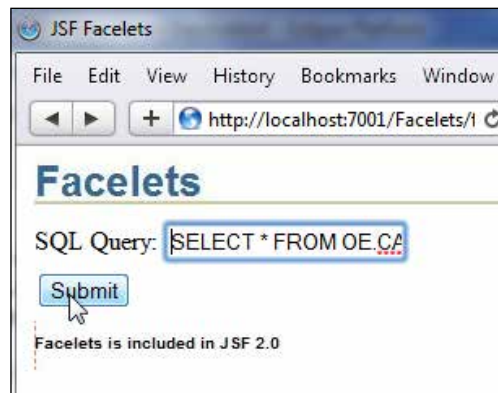 JSF Facelets
File Edit View History Bookmarks Window
+ http://localhost:7001/Facelets/f
Facelets
SQL Query: SELECT * FROM OE.CA
Submit
Facelets is included in JSF 2.0